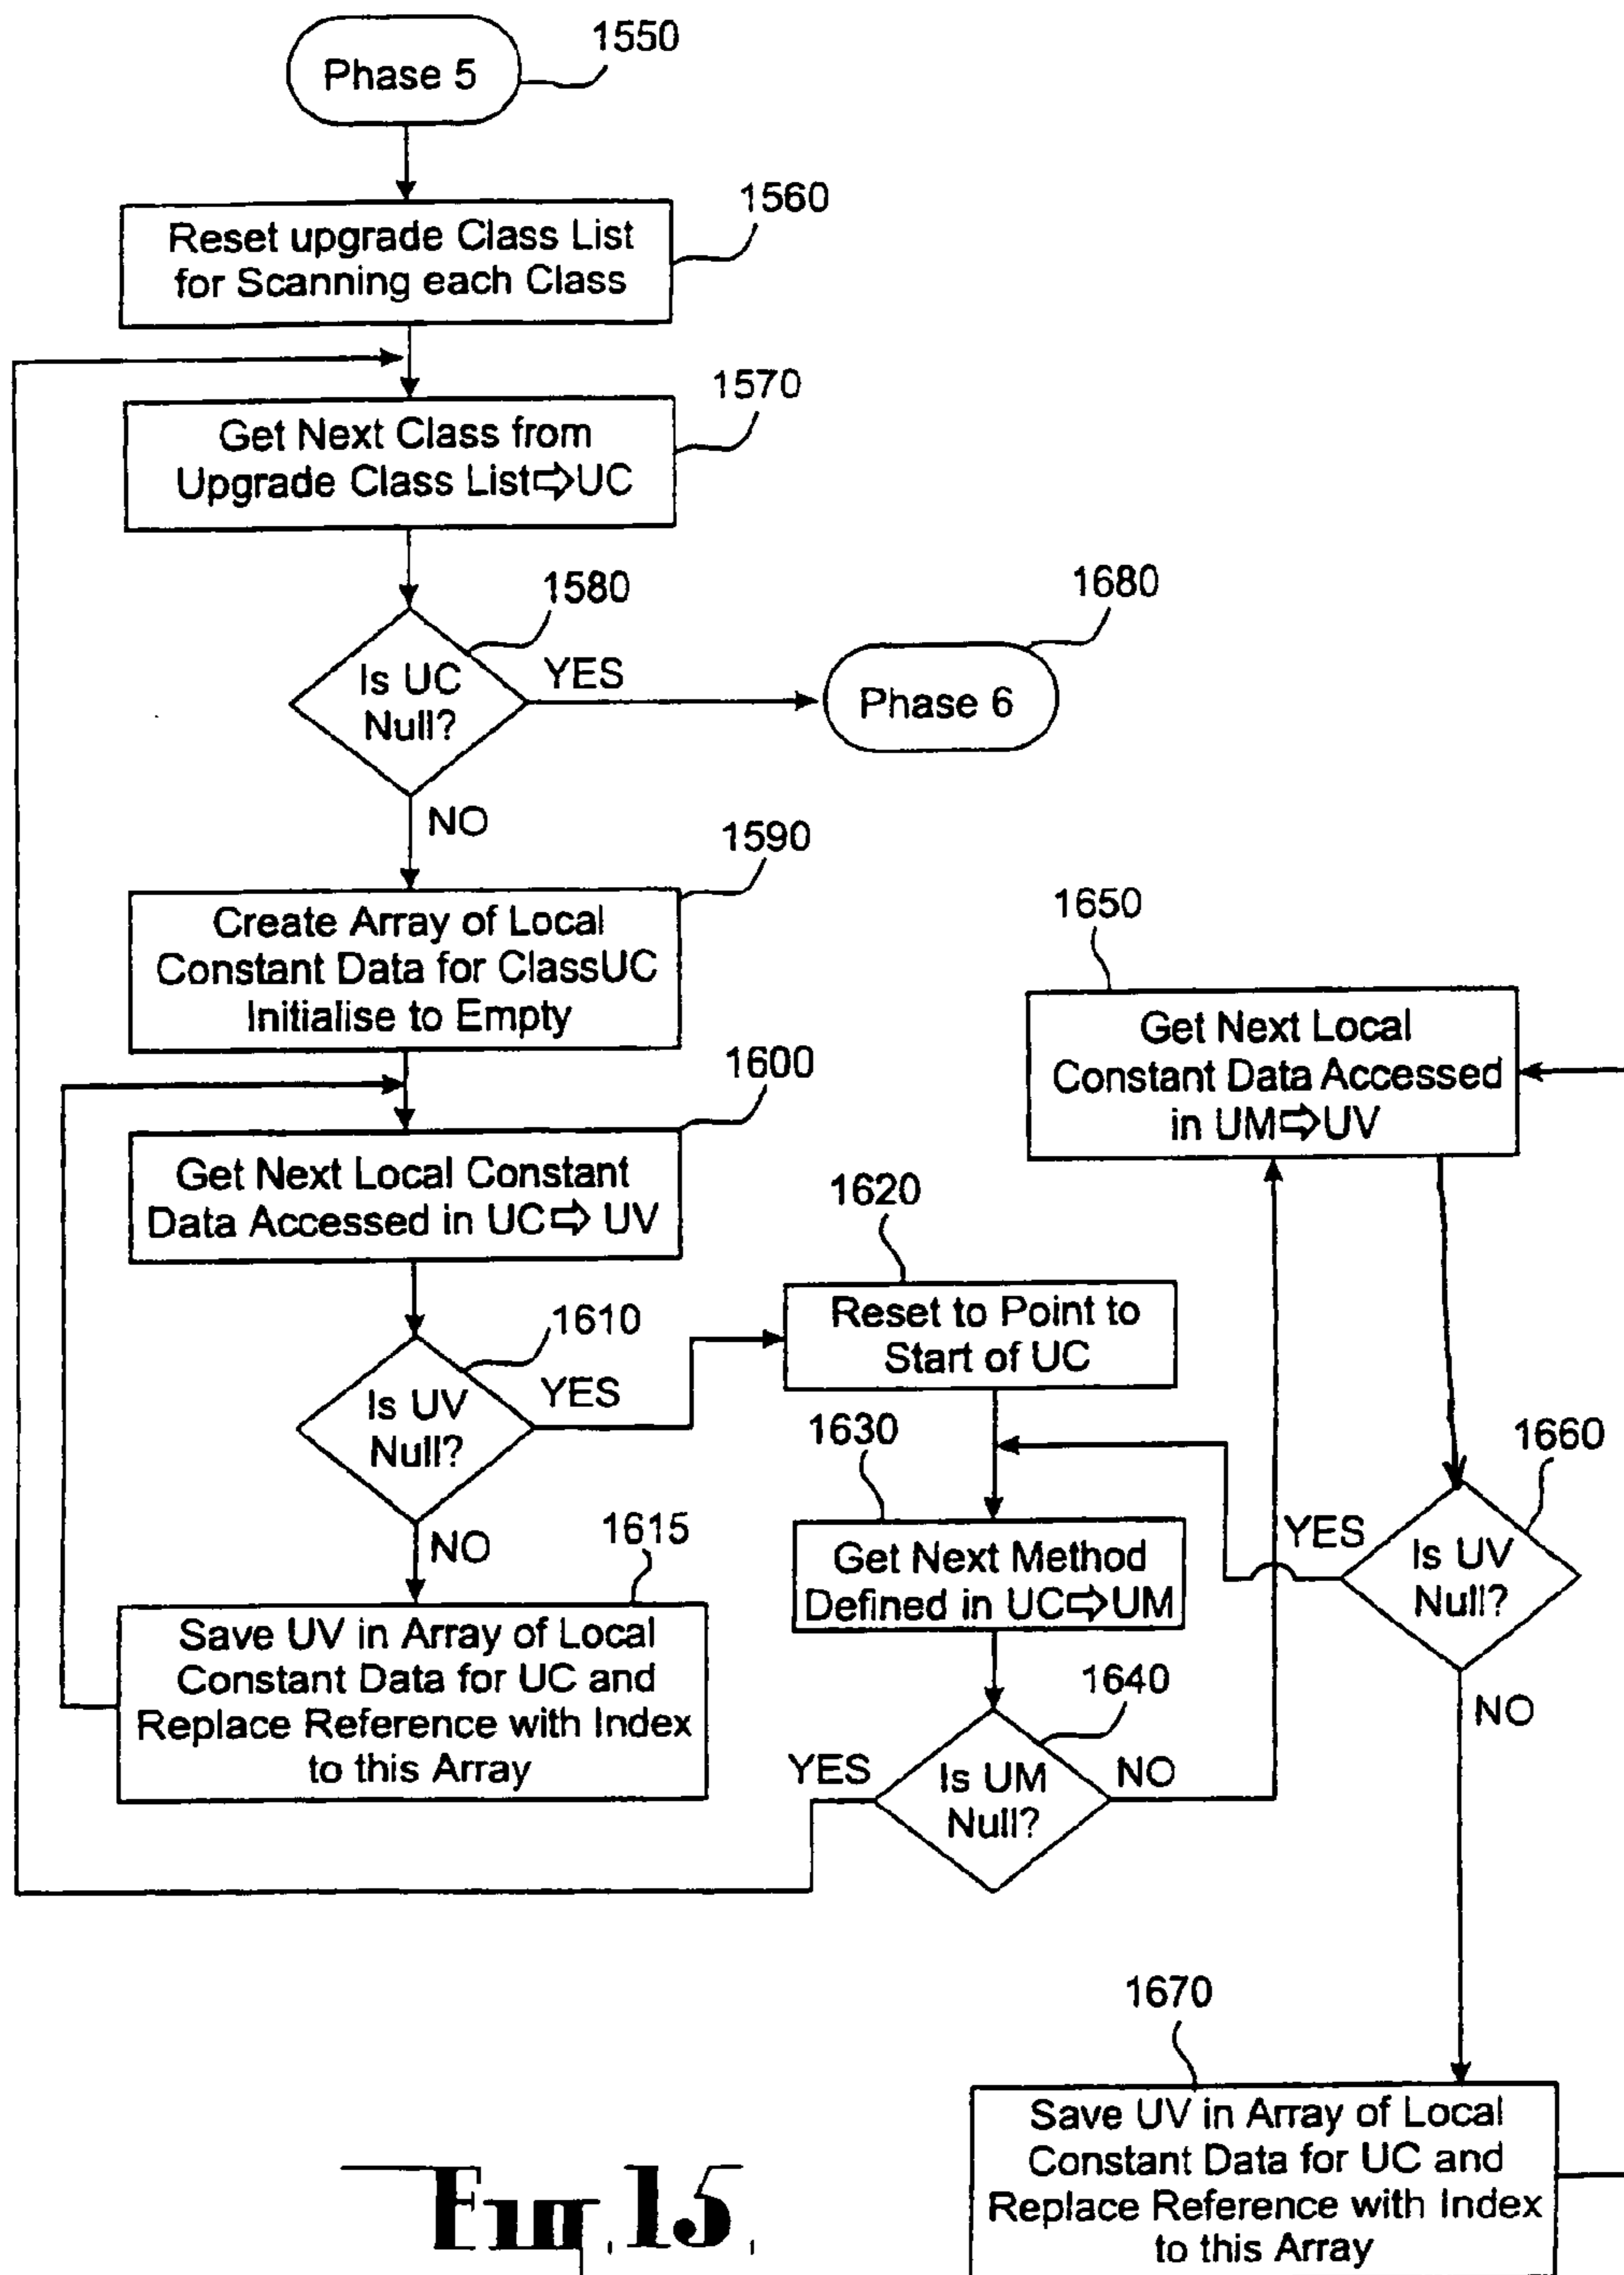 1550
Phase 5
1560
Reset upgrade Class List
for Scanning each Class
1570
Get Next Class from
Upgrade Class List⇨UC
1580
Is UC
Null?
YES
1680
Phase 6
NO
1590
Create Array of Local
Constant Data for ClassUC
Initialise to Empty
1600
Get Next Local Constant
Data Accessed in UC⇨ UV
1610
Is UV
Null?
YES
NO
1615
Save UV in Array of Local
Constant Data for UC and
Replace Reference with Index
to this Array
1620
Reset to Point to
Start of UC
1630
Get Next Method
Defined in UC⇨UM
1640
Is UM
Null?
YES
NO
1650
Get Next Local
Constant Data Accessed
in UM⇨UV
1660
Is UV
Null?
YES
NO
1670
Save UV in Array of Local
Constant Data for UC and
Replace Reference with Index
to this Array
Fig. 15.